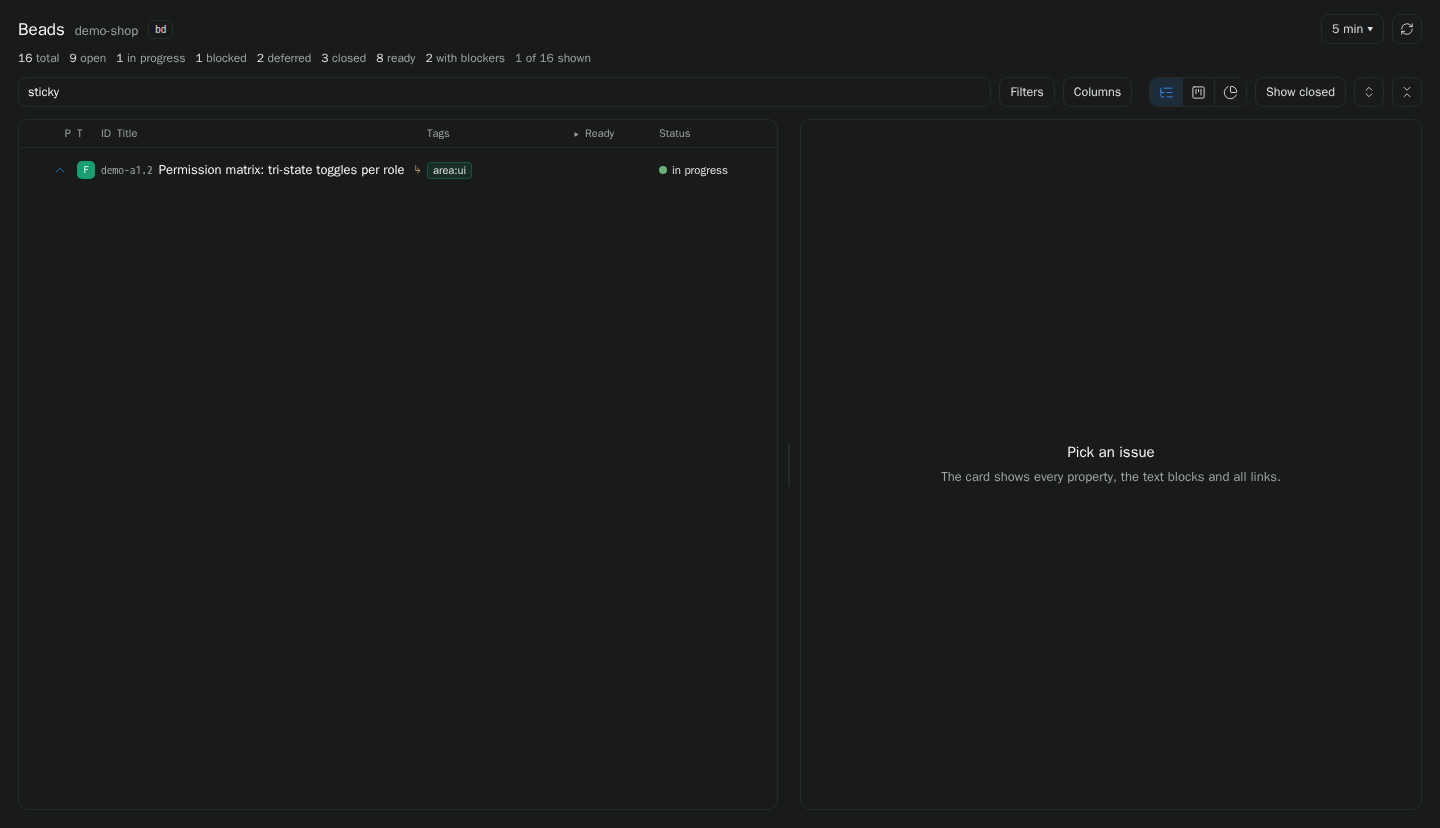 Beads demo-shop bd 5 min ▾
16 total 9 open 1 in progress 1 blocked 2 deferred 3 closed 8 ready 2 with blockers 1 of 16 shown
sticky Filters Columns Show closed
P T ID Title Tags ▸ Ready Status
F demo-a1.2 Permission matrix: tri-state toggles per role ↳ area:ui in progress
Pick an issue
The card shows every property, the text blocks and all links.